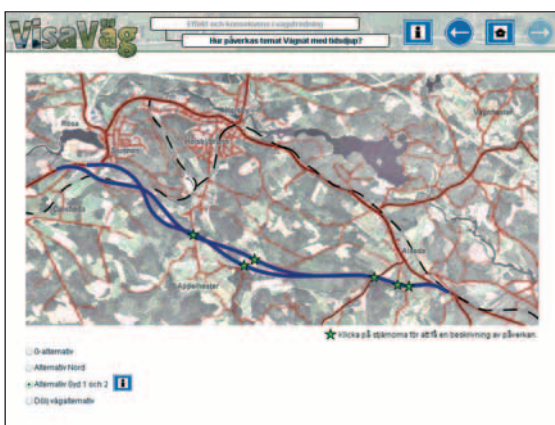 VisaVäg
Effekt och konsekvens i vägutredning
Hur påverkas temat Vägnät med tidsdjup?
Klicka på stjärnorna för att få en beskrivning av påverkan.
0-alternativ
Alternativ Nord
Alternativ Syd 1 och 2
Dölj vägalternativ